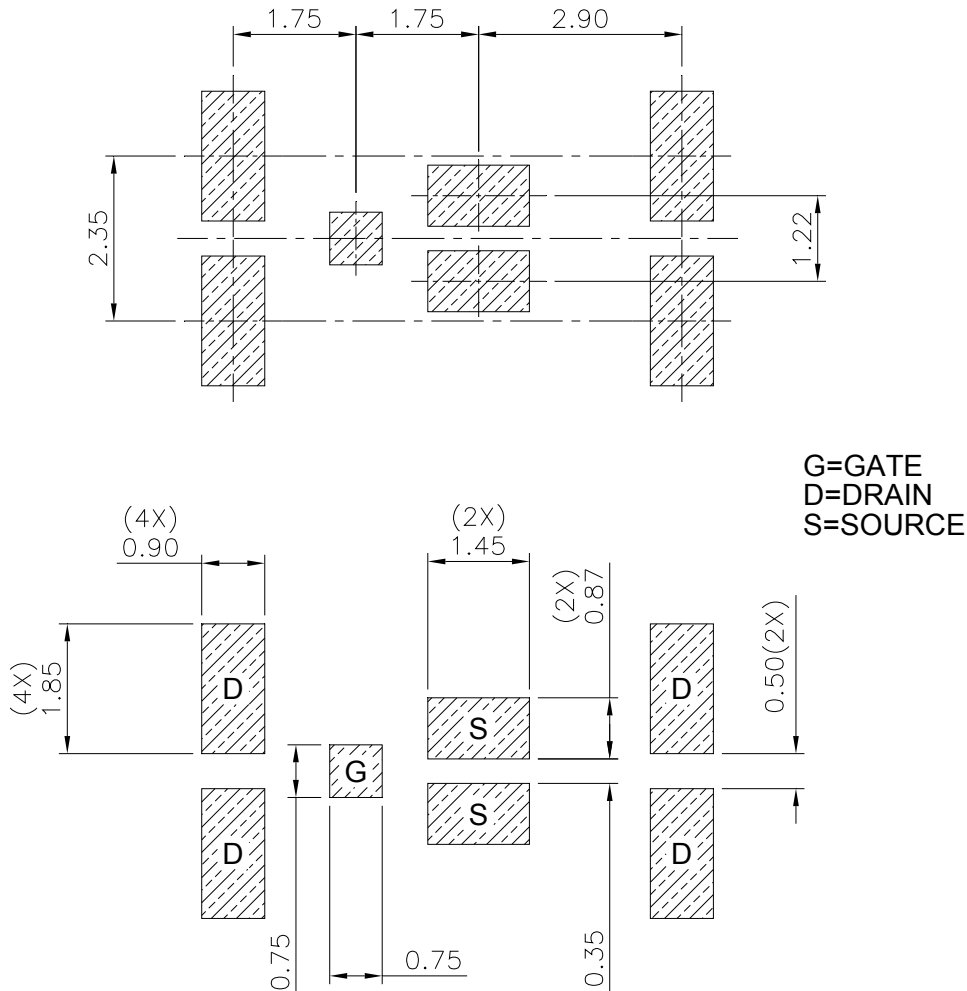 1.75
1.75
2.90
2.35
1.22
G=GATE
D=DRAIN
S=SOURCE
(4X)
0.90
(2X)
1.45
(2X)
0.87
0.50(2X)
(4X)
1.85
D
S
D
G
D
S
D
0.75
0.75
0.35